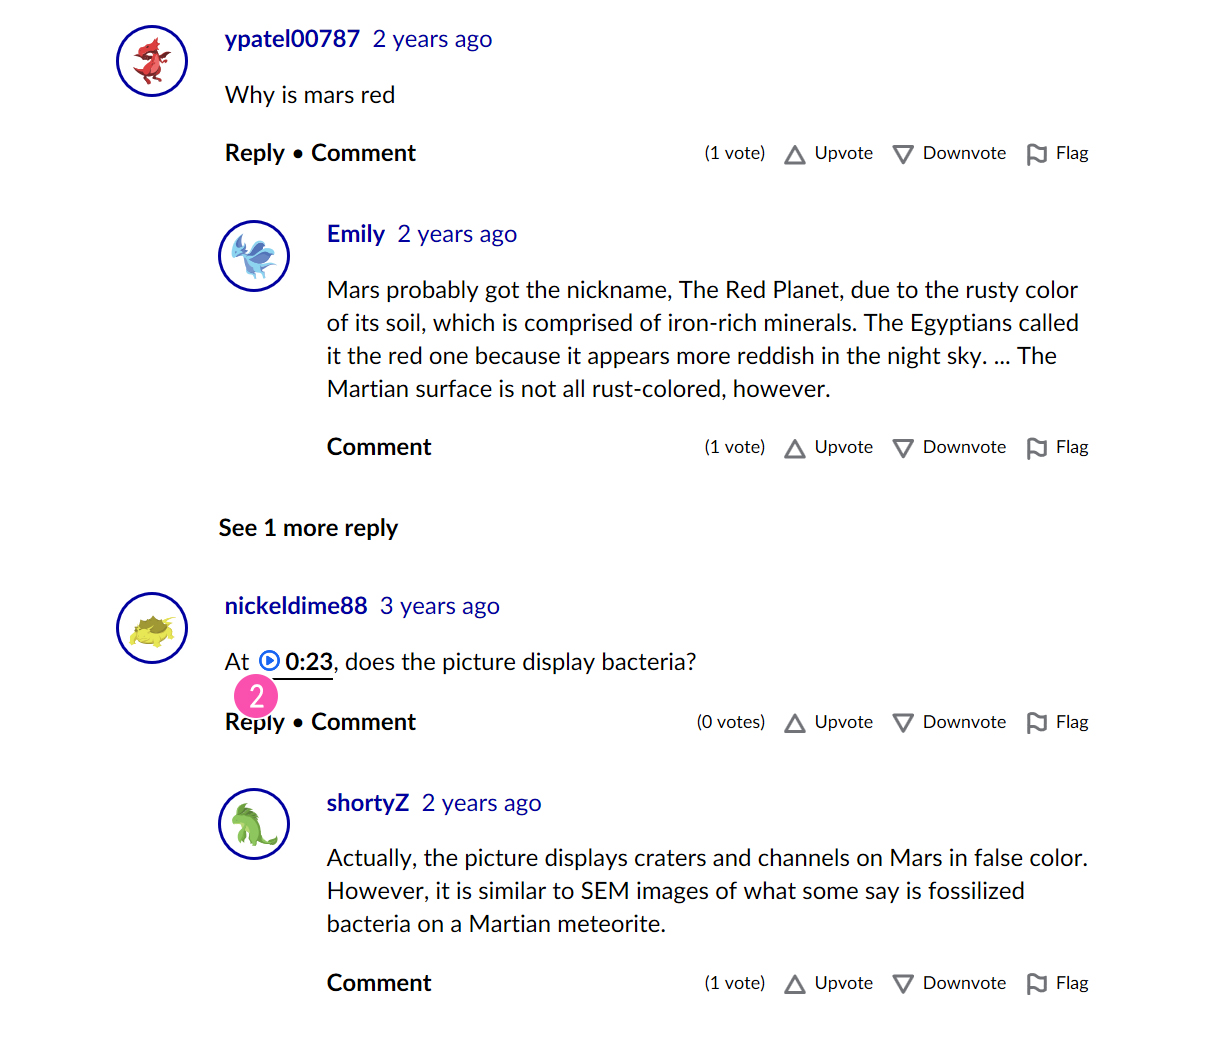 ypatel00787 2 years ago
Why is mars red
Reply • Comment (1 vote) Upvote Downvote Flag
Emily 2 years ago
Mars probably got the nickname, The Red Planet, due to the rusty color
of its soil, which is comprised of iron-rich minerals. The Egyptians called
it the red one because it appears more reddish in the night sky. ... The
Martian surface is not all rust-colored, however.
Comment (1 vote) Upvote Downvote Flag
See 1 more reply
nickeldime88 3 years ago
At 0:23, does the picture display bacteria?
2
Reply • Comment (0 votes) Upvote Downvote Flag
shortyZ 2 years ago
Actually, the picture displays craters and channels on Mars in false color.
However, it is similar to SEM images of what some say is fossilized
bacteria on a Martian meteorite.
Comment (1 vote) Upvote Downvote Flag